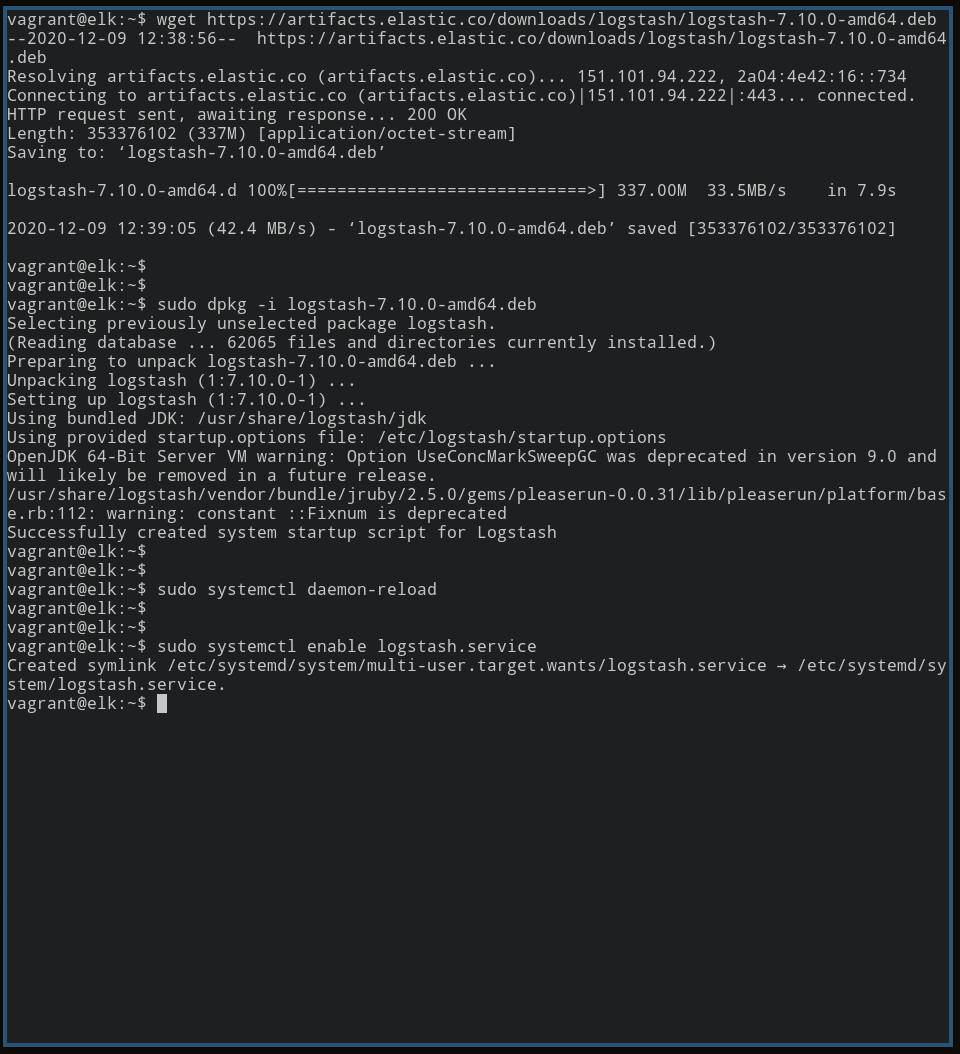 vagrant@elk:~$ wget https://artifacts.elastic.co/downloads/logstash/logstash-7.10.0-amd64.deb
--2020-12-09 12:38:56--  https://artifacts.elastic.co/downloads/logstash/logstash-7.10.0-amd64
.deb
Resolving artifacts.elastic.co (artifacts.elastic.co)... 151.101.94.222, 2a04:4e42:16::734
Connecting to artifacts.elastic.co (artifacts.elastic.co)|151.101.94.222|:443... connected.
HTTP request sent, awaiting response... 200 OK
Length: 353376102 (337M) [application/octet-stream]
Saving to: ‘logstash-7.10.0-amd64.deb’

logstash-7.10.0-amd64.d 100%[=============================>] 337.00M  33.5MB/s    in 7.9s

2020-12-09 12:39:05 (42.4 MB/s) - ‘logstash-7.10.0-amd64.deb’ saved [353376102/353376102]

vagrant@elk:~$
vagrant@elk:~$
vagrant@elk:~$ sudo dpkg -i logstash-7.10.0-amd64.deb
Selecting previously unselected package logstash.
(Reading database ... 62065 files and directories currently installed.)
Preparing to unpack logstash-7.10.0-amd64.deb ...
Unpacking logstash (1:7.10.0-1) ...
Setting up logstash (1:7.10.0-1) ...
Using bundled JDK: /usr/share/logstash/jdk
Using provided startup.options file: /etc/logstash/startup.options
OpenJDK 64-Bit Server VM warning: Option UseConcMarkSweepGC was deprecated in version 9.0 and
will likely be removed in a future release.
/usr/share/logstash/vendor/bundle/jruby/2.5.0/gems/pleaserun-0.0.31/lib/pleaserun/platform/bas
e.rb:112: warning: constant ::Fixnum is deprecated
Successfully created system startup script for Logstash
vagrant@elk:~$
vagrant@elk:~$
vagrant@elk:~$ sudo systemctl daemon-reload
vagrant@elk:~$
vagrant@elk:~$
vagrant@elk:~$ sudo systemctl enable logstash.service
Created symlink /etc/systemd/system/multi-user.target.wants/logstash.service → /etc/systemd/sy
stem/logstash.service.
vagrant@elk:~$